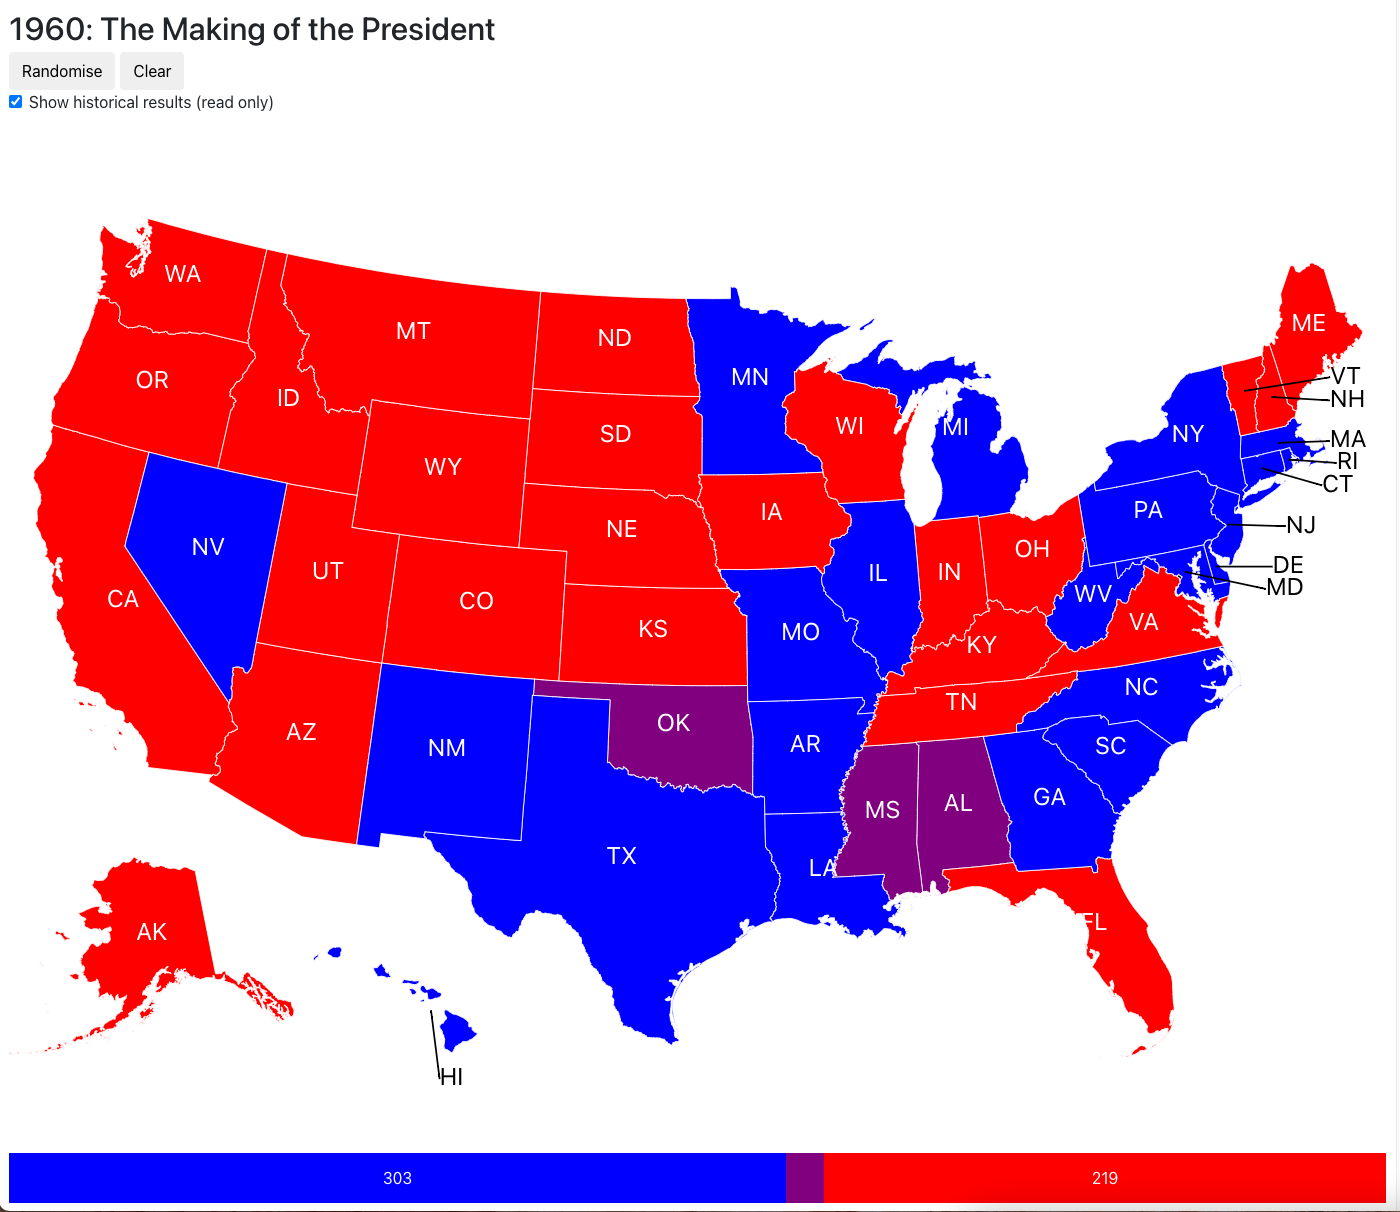 1960: The Making of the President
Randomise Clear
Show historical results (read only)
WA
MT
ND
ME
OR
ID
MN
VT
NH
WI
MI
NY
SD
MA
WY
RI
CT
IA
PA
NE
NJ
NV
OH
UT
IL
IN
DE
MD
CA
CO
WV
KS
MO
VA
KY
NC
TN
OK
AZ
NM
AR
SC
MS
AL
GA
TX
LA
FL
AK
HI
303 219